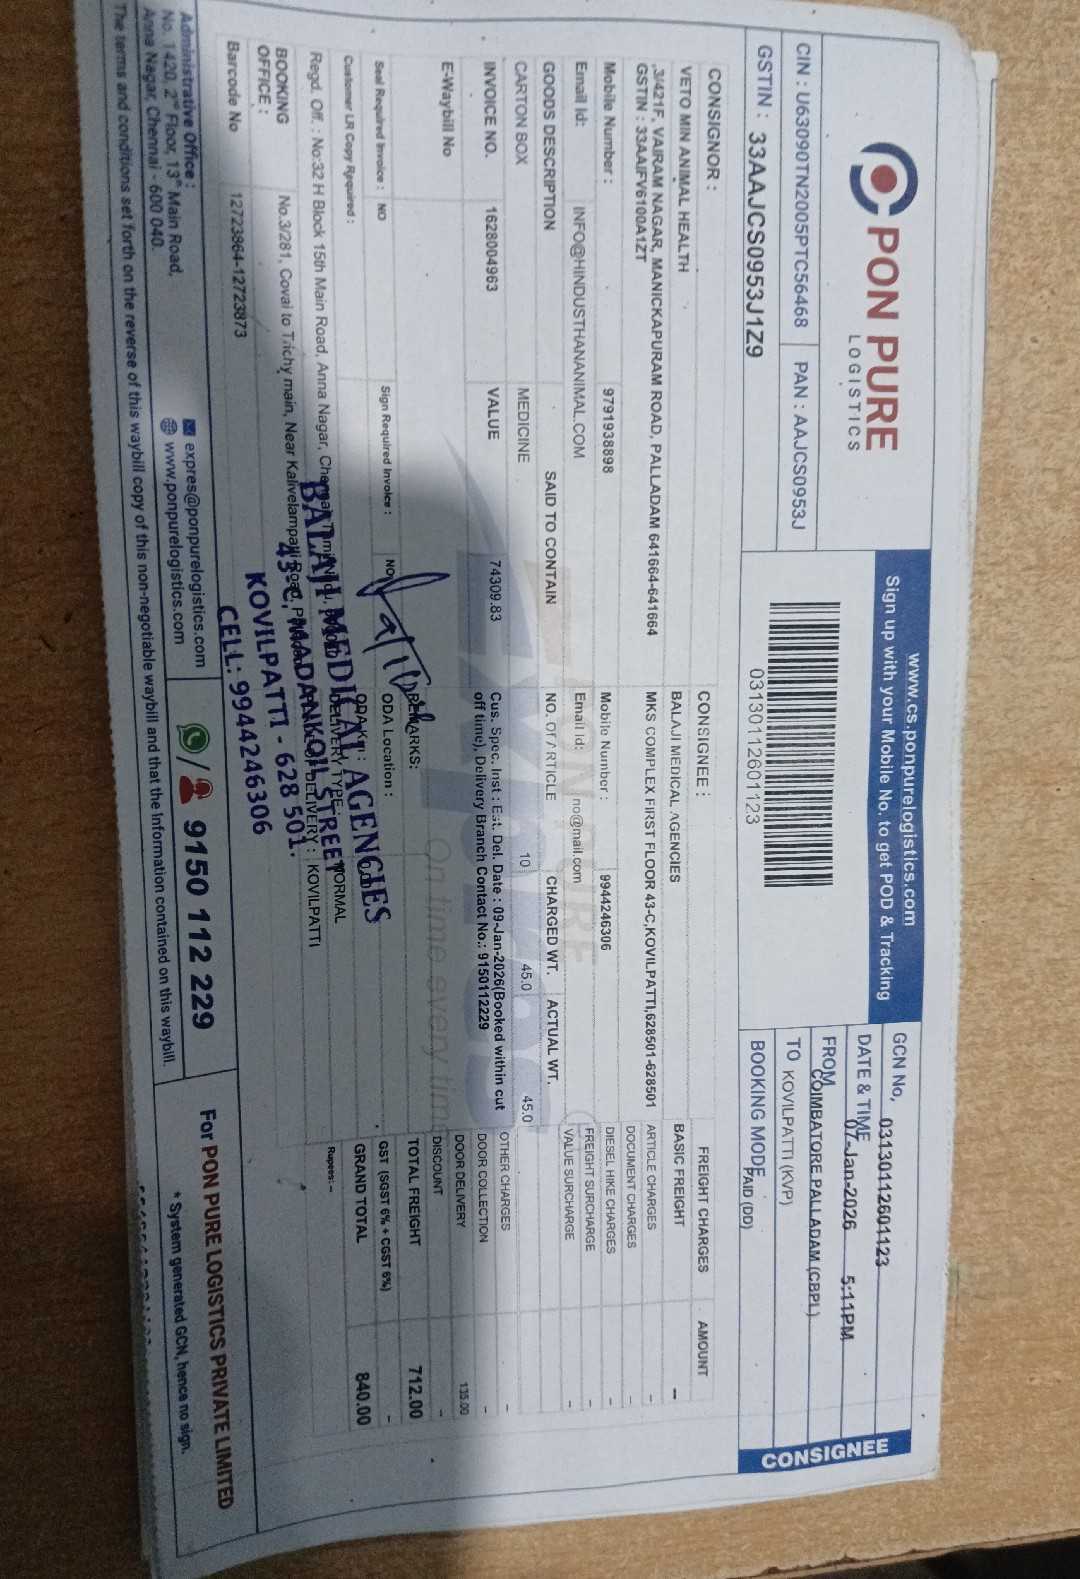 PON PURE
LOGISTICS
CIN : U63090TN2005PTC56468
PAN : AAJCS0953J
GSTIN : 33AAJCS0953J1Z9
www.cs.ponpurelogistics.com
Sign up with your Mobile No. to get POD & Tracking
031301126011 23
GCN No. 0313011260 1123
DATE & TIME 07-Jan-2026 5:11PM
FROM COIMBATORE PALLADAM (CBPL)
TO KOVILPATTI (KVP)
BOOKING MODE PAID (DD)
CONSIGNEE
CONSIGNOR :
VETO MIN ANIMAL HEALTH
,3/421F, VAIRAM NAGAR, MANICKAPURAM ROAD, PALLADAM 641664-641664
GSTIN : 33AAIFV6100A1ZT
Mobile Number : 9791938898
Email Id: INFO@HINDUSTHANANIMAL.COM
CONSIGNEE :
BALAJI MEDICAL AGENCIES
MKS COMPLEX FIRST FLOOR 43-C,KOVILPATTI,628501-628501
Mobile Number : 9944246306
Email Id: no@mail.com
GOODS DESCRIPTION SAID TO CONTAIN NO. OF ARTICLE CHARGED WT. ACTUAL WT.
CARTON BOX MEDICINE 10 45.0 45.0
INVOICE NO. 1628004963 VALUE 74309.83
Cus. Spec. Inst : Est. Del. Date : 09-Jan-2026(Booked within cut
off time), Delivery Branch Contact No.: 9150112229
E-Waybill No
REMARKS:
Seal Required Invoice : NO Sign Required Invoice : NO
ODA Location :
Customer LR Copy Required :
ODA Km :
Regd. Off. : No:32 H Block 15th Main Road, Anna Nagar,
DELIVERY TYPE: NORMAL
BOOKING OFFICE : No.3/281, Covai to Trichy main, Near Kalivelampatti Road,
DELIVERY : KOVILPATTI
Barcode No 12723864-12723873
BALAJI MEDICAL AGENCIES
43-C, MADANKOIL STREET
KOVILPATTI - 628 501.
CELL: 9944246306
on time every time
FREIGHT CHARGES AMOUNT
BASIC FREIGHT --
ARTICLE CHARGES -
DOCUMENT CHARGES -
DIESEL HIKE CHARGES -
FREIGHT SURCHARGE -
VALUE SURCHARGE -
OTHER CHARGES -
DOOR COLLECTION -
DOOR DELIVERY 135.00
DISCOUNT -
TOTAL FREIGHT 712.00
GST (SGST 6% + CGST 6%) -
GRAND TOTAL 840.00
Rupees: --
Administrative Office :
No. 1420, 2nd Floor, 13th Main Road,
Anna Nagar, Chennai - 600 040.
expres@ponpurelogistics.com
www.ponpurelogistics.com
9150 112 229
For PON PURE LOGISTICS PRIVATE LIMITED
* System generated GCN, hence no sign.
The terms and conditions set forth on the reverse of this waybill copy of this non-negotiable waybill and that the information contained on this waybill.